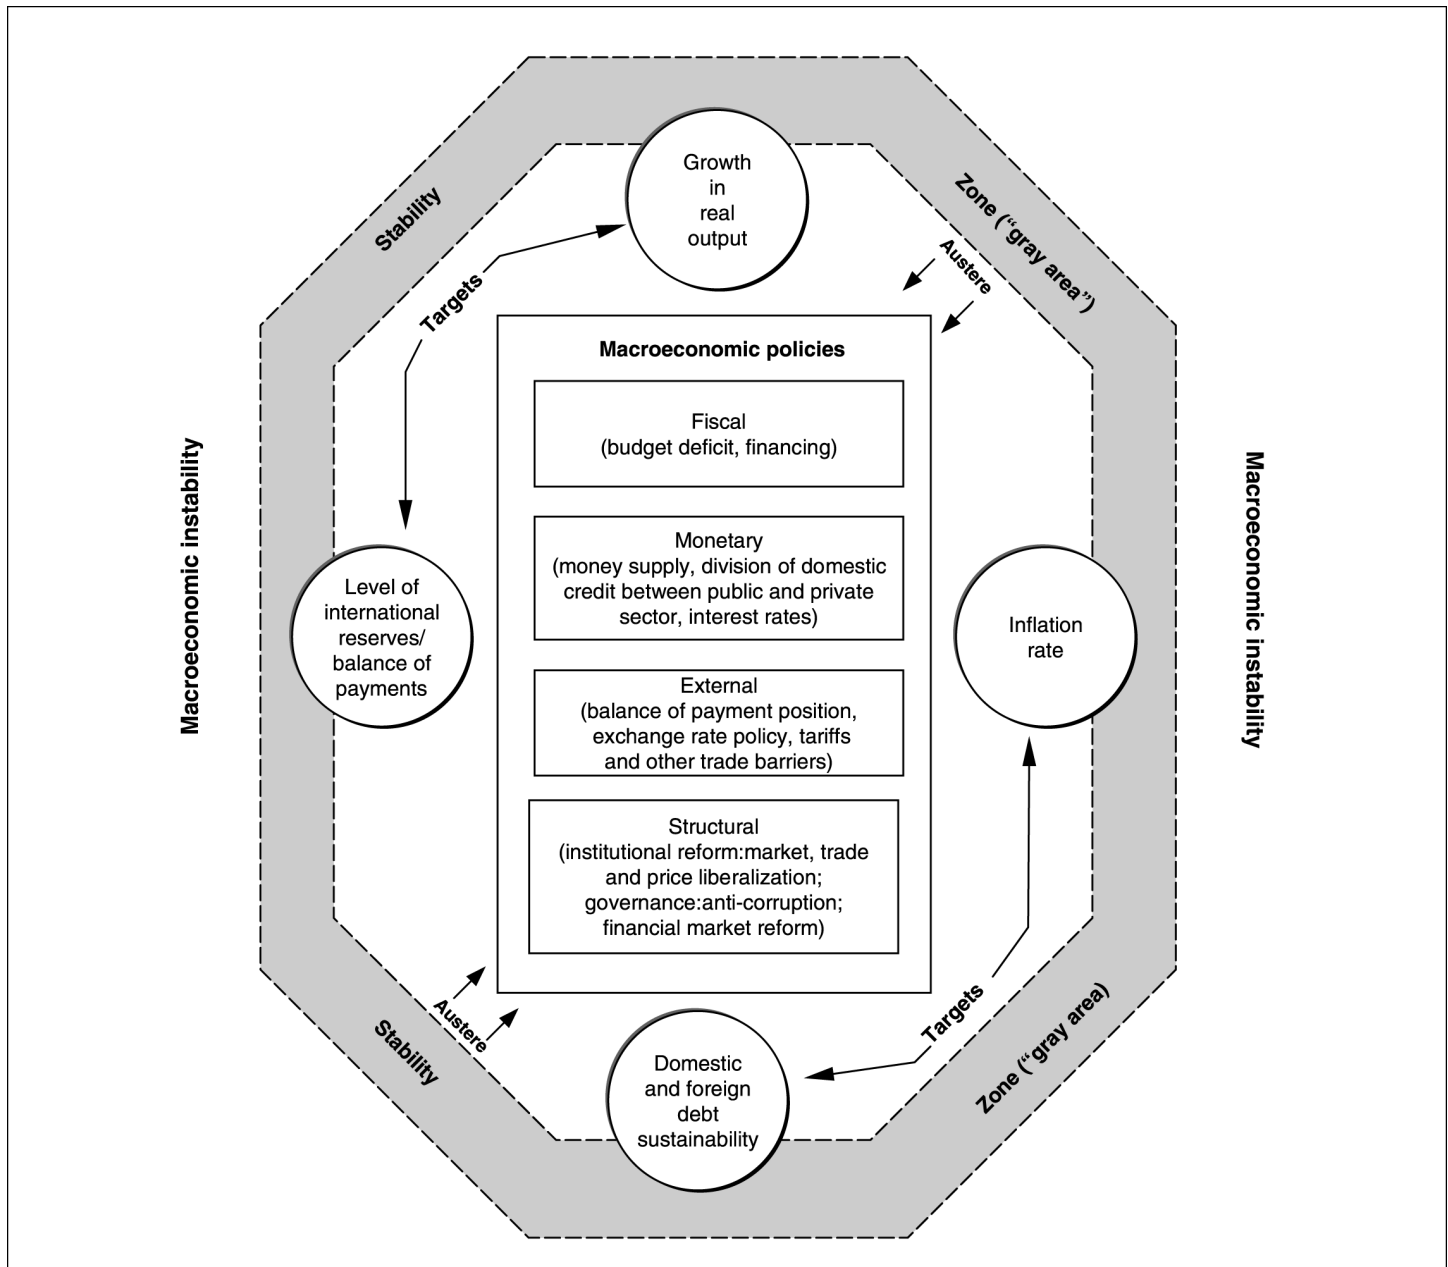 Growth
in
real
output
Stability
Zone (“gray area”)
Austere
Targets
Macroeconomic policies
Fiscal
(budget deficit, financing)
Monetary
(money supply, division of domestic
credit between public and private
sector, interest rates)
External
(balance of payment position,
exchange rate policy, tariffs
and other trade barriers)
Structural
(institutional reform:market, trade
and price liberalization;
governance:anti-corruption;
financial market reform)
Macroeconomic instability
Level of
international
reserves/
balance of
payments
Inflation
rate
Macroeconomic instability
Austere
Stability
Targets
Zone (“gray area)
Domestic
and foreign
debt
sustainability